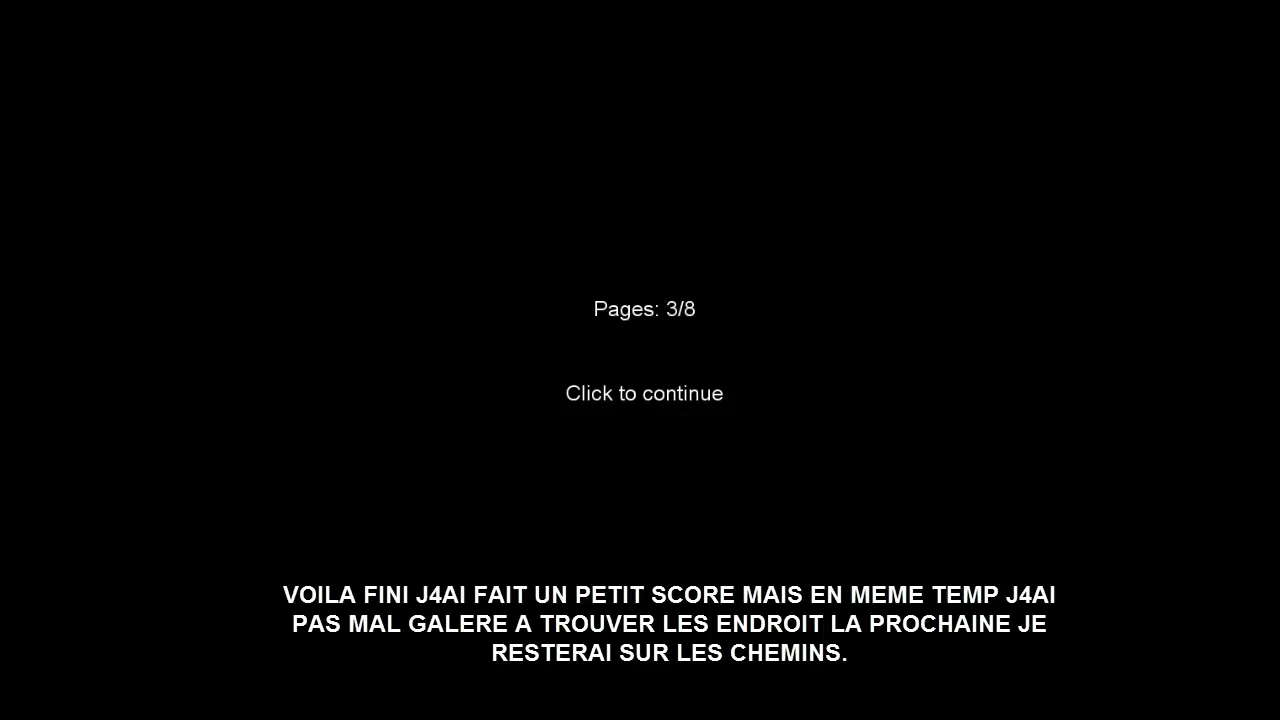 Pages: 3/8
Click to continue
VOILA FINI J4AI FAIT UN PETIT SCORE MAIS EN MEME TEMP J4AI
PAS MAL GALERE A TROUVER LES ENDROIT LA PROCHAINE JE
RESTERAI SUR LES CHEMINS.